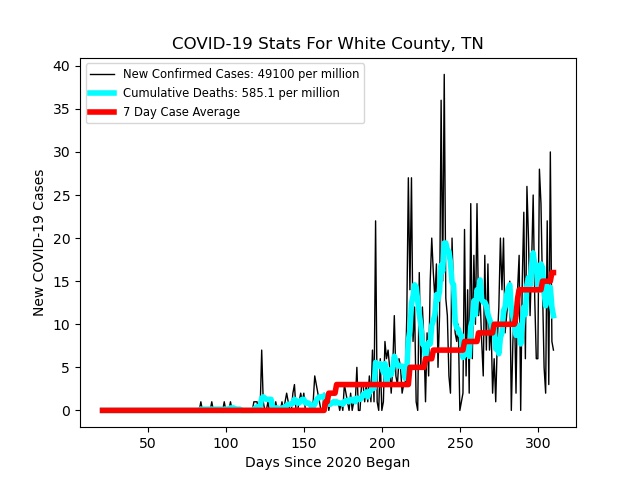 COVID-19 Stats For White County, TN
New Confirmed Cases: 49100 per million
Cumulative Deaths: 585.1 per million
7 Day Case Average
New COVID-19 Cases
40
35
30
25
20
15
10
5
0
50 100 150 200 250 300
Days Since 2020 Began